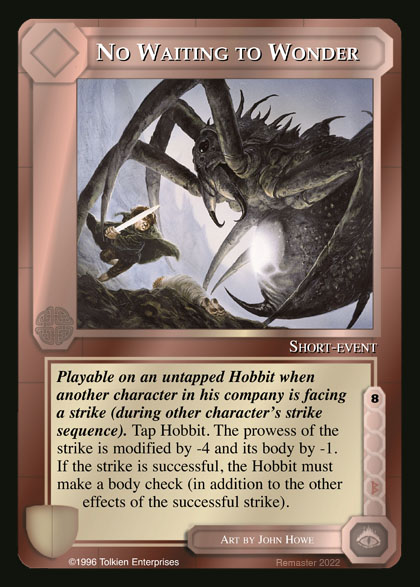 No Waiting to Wonder
Short-event
Playable on an untapped Hobbit when
another character in his company is facing
a strike (during other character's strike
sequence). Tap Hobbit. The prowess of the
strike is modified by -4 and its body by -1.
If the strike is successful, the Hobbit must
make a body check (in addition to the other
effects of the successful strike).
8
Art by John Howe
©1996 Tolkien Enterprises
Remaster 2022